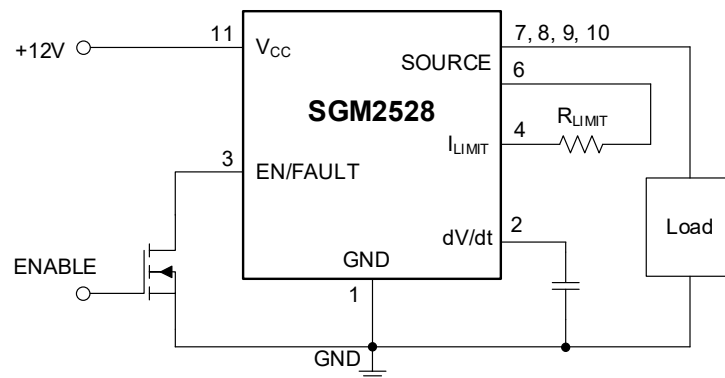 11
7, 8, 9, 10
+12V
VCC
SOURCE
6
SGM2528
RLIMIT
4
ILIMIT
3
EN/FAULT
2
dV/dt
Load
ENABLE
GND
1
GND